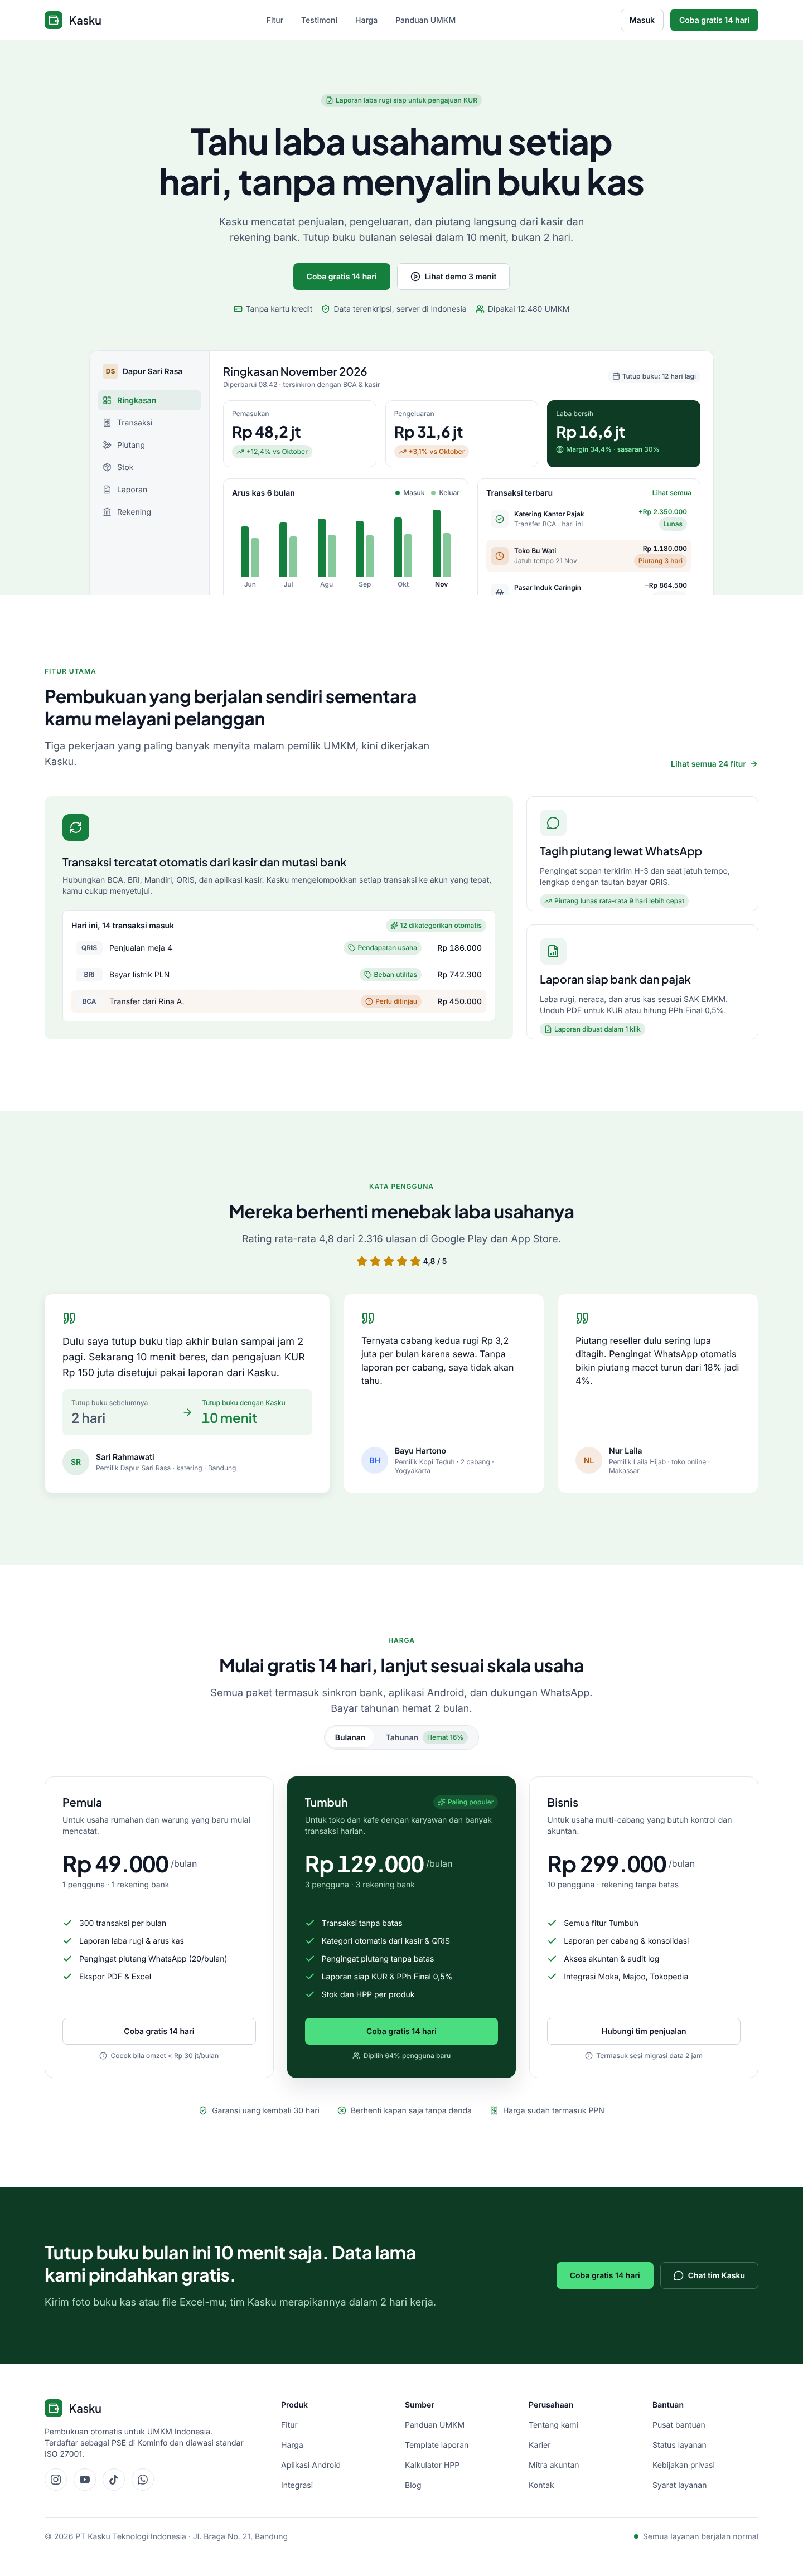 Kasku
Fitur
Testimoni
Harga
Panduan UMKM
Masuk
Coba gratis 14 hari
Laporan laba rugi siap untuk pengajuan KUR
Tahu laba usahamu setiap
hari, tanpa menyalin buku kas
Kasku mencatat penjualan, pengeluaran, dan piutang langsung dari kasir dan
rekening bank. Tutup buku bulanan selesai dalam 10 menit, bukan 2 hari.
Coba gratis 14 hari
Lihat demo 3 menit
Tanpa kartu kredit
Data terenkripsi, server di Indonesia
Dipakai 12.480 UMKM
DS
Dapur Sari Rasa
Ringkasan
Transaksi
Piutang
Stok
Laporan
Rekening
Ringkasan November 2026
Diperbarui 08.42 · tersinkron dengan BCA & kasir
Tutup buku: 12 hari lagi
Pemasukan
Rp 48,2 jt
+12,4% vs Oktober
Pengeluaran
Rp 31,6 jt
+3,1% vs Oktober
Laba bersih
Rp 16,6 jt
Margin 34,4% · sasaran 30%
Arus kas 6 bulan
Masuk
Keluar
Jun
Jul
Agu
Sep
Okt
Nov
Transaksi terbaru
Lihat semua
Katering Kantor Pajak
Transfer BCA · hari ini
+Rp 2.350.000
Lunas
Toko Bu Wati
Jatuh tempo 21 Nov
Rp 1.180.000
Piutang 3 hari
Pasar Induk Caringin
−Rp 864.500
FITUR UTAMA
Pembukuan yang berjalan sendiri sementara
kamu melayani pelanggan
Tiga pekerjaan yang paling banyak menyita malam pemilik UMKM, kini dikerjakan
Kasku.
Lihat semua 24 fitur
Transaksi tercatat otomatis dari kasir dan mutasi bank
Hubungkan BCA, BRI, Mandiri, QRIS, dan aplikasi kasir. Kasku mengelompokkan setiap transaksi ke akun yang tepat,
kamu cukup menyetujui.
Hari ini, 14 transaksi masuk
12 dikategorikan otomatis
QRIS
Penjualan meja 4
Pendapatan usaha
Rp 186.000
BRI
Bayar listrik PLN
Beban utilitas
Rp 742.300
BCA
Transfer dari Rina A.
Perlu ditinjau
Rp 450.000
Tagih piutang lewat WhatsApp
Pengingat sopan terkirim H-3 dan saat jatuh tempo,
lengkap dengan tautan bayar QRIS.
Piutang lunas rata-rata 9 hari lebih cepat
Laporan siap bank dan pajak
Laba rugi, neraca, dan arus kas sesuai SAK EMKM.
Unduh PDF untuk KUR atau hitung PPh Final 0,5%.
Laporan dibuat dalam 1 klik
KATA PENGGUNA
Mereka berhenti menebak laba usahanya
Rating rata-rata 4,8 dari 2.316 ulasan di Google Play dan App Store.
4,8 / 5
Dulu saya tutup buku tiap akhir bulan sampai jam 2
pagi. Sekarang 10 menit beres, dan pengajuan KUR
Rp 150 juta disetujui pakai laporan dari Kasku.
Tutup buku sebelumnya
2 hari
Tutup buku dengan Kasku
10 menit
SR
Sari Rahmawati
Pemilik Dapur Sari Rasa · katering · Bandung
Ternyata cabang kedua rugi Rp 3,2
juta per bulan karena sewa. Tanpa
laporan per cabang, saya tidak akan
tahu.
BH
Bayu Hartono
Pemilik Kopi Teduh · 2 cabang ·
Yogyakarta
Piutang reseller dulu sering lupa
ditagih. Pengingat WhatsApp otomatis
bikin piutang macet turun dari 18% jadi
4%.
NL
Nur Laila
Pemilik Laila Hijab · toko online ·
Makassar
HARGA
Mulai gratis 14 hari, lanjut sesuai skala usaha
Semua paket termasuk sinkron bank, aplikasi Android, dan dukungan WhatsApp.
Bayar tahunan hemat 2 bulan.
Bulanan
Tahunan
Hemat 16%
Pemula
Untuk usaha rumahan dan warung yang baru mulai
mencatat.
Rp 49.000 /bulan
1 pengguna · 1 rekening bank
300 transaksi per bulan
Laporan laba rugi & arus kas
Pengingat piutang WhatsApp (20/bulan)
Ekspor PDF & Excel
Coba gratis 14 hari
Cocok bila omzet < Rp 30 jt/bulan
Tumbuh
Paling populer
Untuk toko dan kafe dengan karyawan dan banyak
transaksi harian.
Rp 129.000 /bulan
3 pengguna · 3 rekening bank
Transaksi tanpa batas
Kategori otomatis dari kasir & QRIS
Pengingat piutang tanpa batas
Laporan siap KUR & PPh Final 0,5%
Stok dan HPP per produk
Coba gratis 14 hari
Dipilih 64% pengguna baru
Bisnis
Untuk usaha multi-cabang yang butuh kontrol dan
akuntan.
Rp 299.000 /bulan
10 pengguna · rekening tanpa batas
Semua fitur Tumbuh
Laporan per cabang & konsolidasi
Akses akuntan & audit log
Integrasi Moka, Majoo, Tokopedia
Hubungi tim penjualan
Termasuk sesi migrasi data 2 jam
Garansi uang kembali 30 hari
Berhenti kapan saja tanpa denda
Harga sudah termasuk PPN
Tutup buku bulan ini 10 menit saja. Data lama
kami pindahkan gratis.
Kirim foto buku kas atau file Excel-mu; tim Kasku merapikannya dalam 2 hari kerja.
Coba gratis 14 hari
Chat tim Kasku
Kasku
Pembukuan otomatis untuk UMKM Indonesia.
Terdaftar sebagai PSE di Kominfo dan diawasi standar
ISO 27001.
Produk
Fitur
Harga
Aplikasi Android
Integrasi
Sumber
Panduan UMKM
Template laporan
Kalkulator HPP
Blog
Perusahaan
Tentang kami
Karier
Mitra akuntan
Kontak
Bantuan
Pusat bantuan
Status layanan
Kebijakan privasi
Syarat layanan
© 2026 PT Kasku Teknologi Indonesia · Jl. Braga No. 21, Bandung
Semua layanan berjalan normal